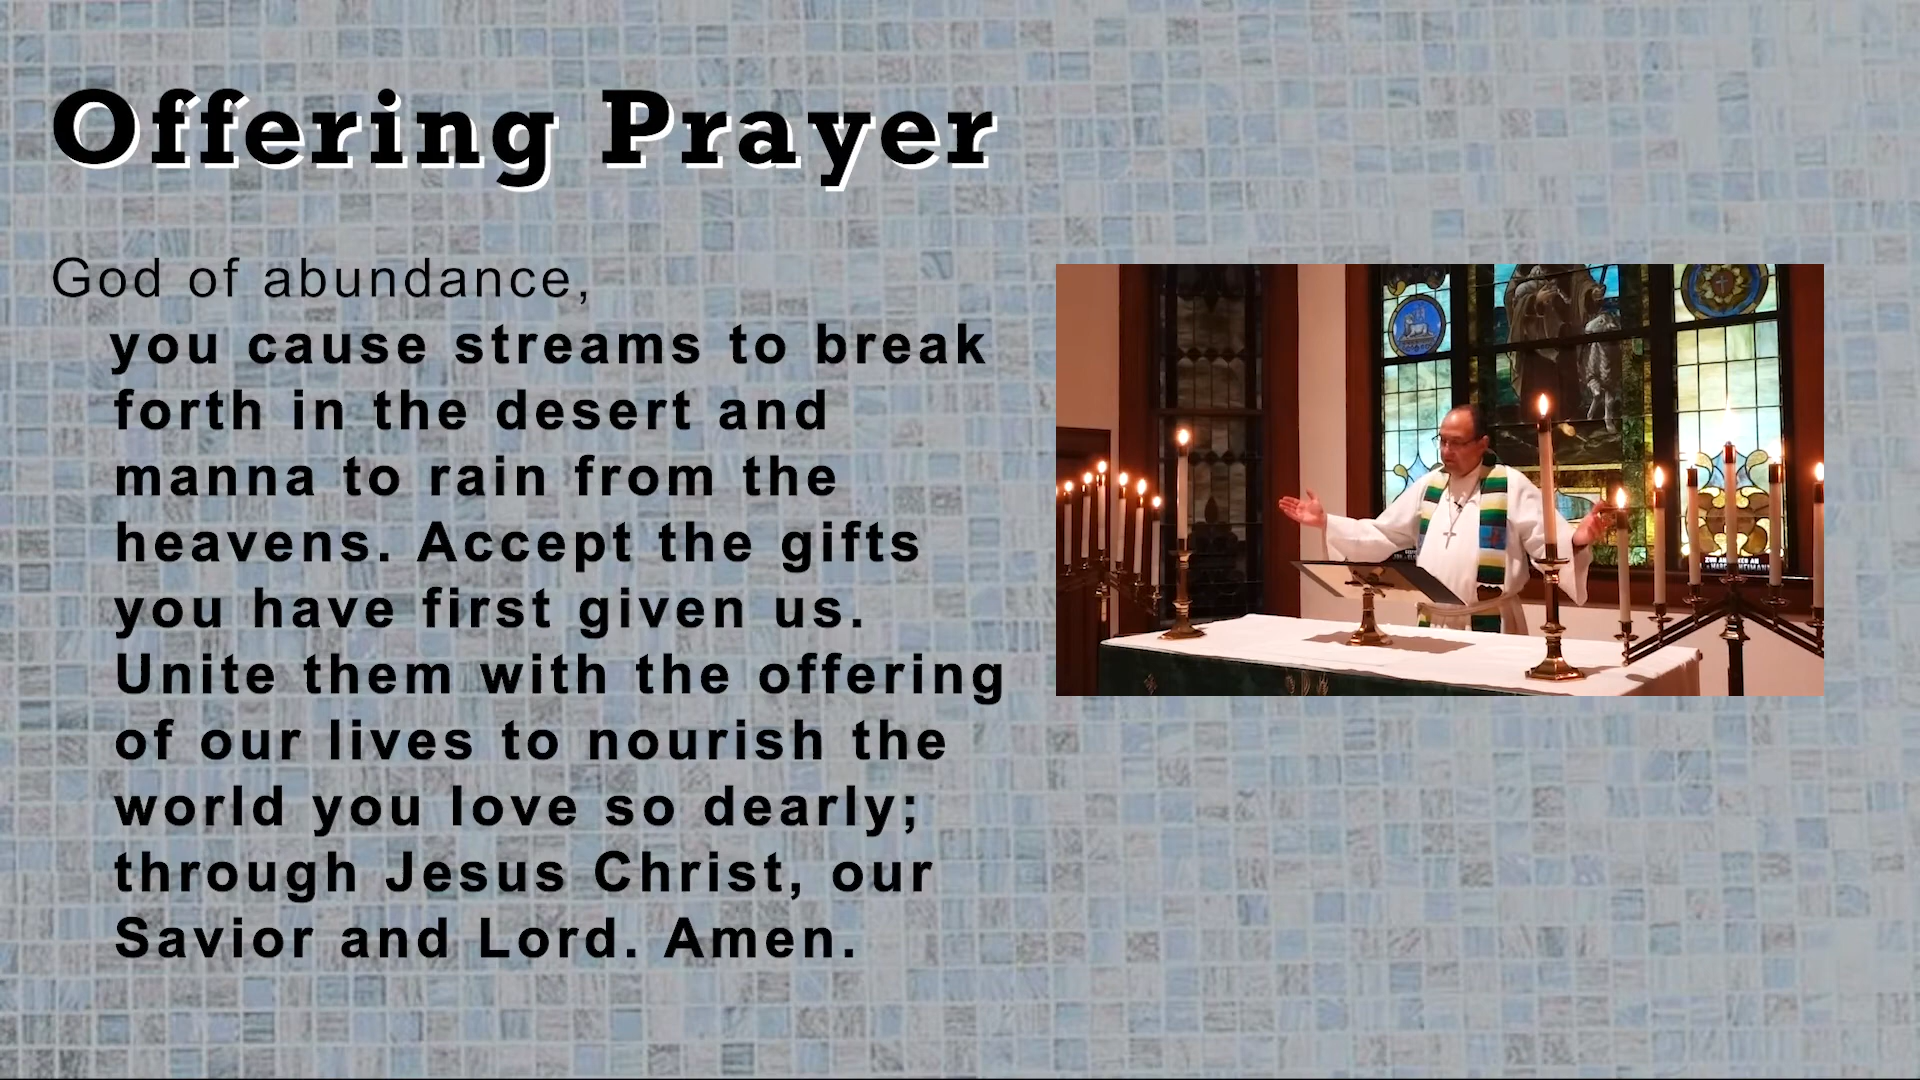 Offering Prayer
God of abundance,
you cause streams to break
forth in the desert and
manna to rain from the
heavens. Accept the gifts
you have first given us.
Unite them with the offering
of our lives to nourish the
world you love so dearly;
through Jesus Christ, our
Savior and Lord. Amen.